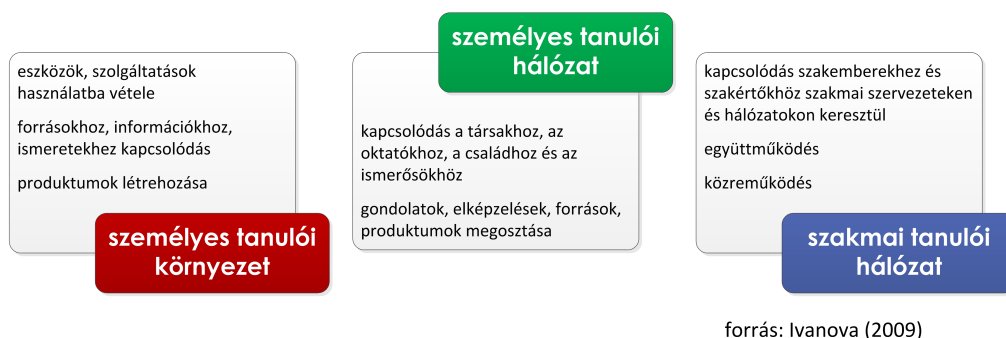 eszközök, szolgáltatások
használatba vétele
forrásokhoz, információkhoz,
ismeretekhez kapcsolódás
produktumok létrehozása
személyes tanulói
környezet
személyes tanulói
hálózat
kapcsolódás a társakhoz, az
oktatókhoz, a családhoz és az
ismerősökhöz
gondolatok, elképzelések, források,
produktumok megosztása
kapcsolódás szakemberekhez és
szakértőkhöz szakmai szervezeteken
és hálózatokon keresztül
együttműködés
közreműködés
szakmai tanulói
hálózat
forrás: Ivanova (2009)